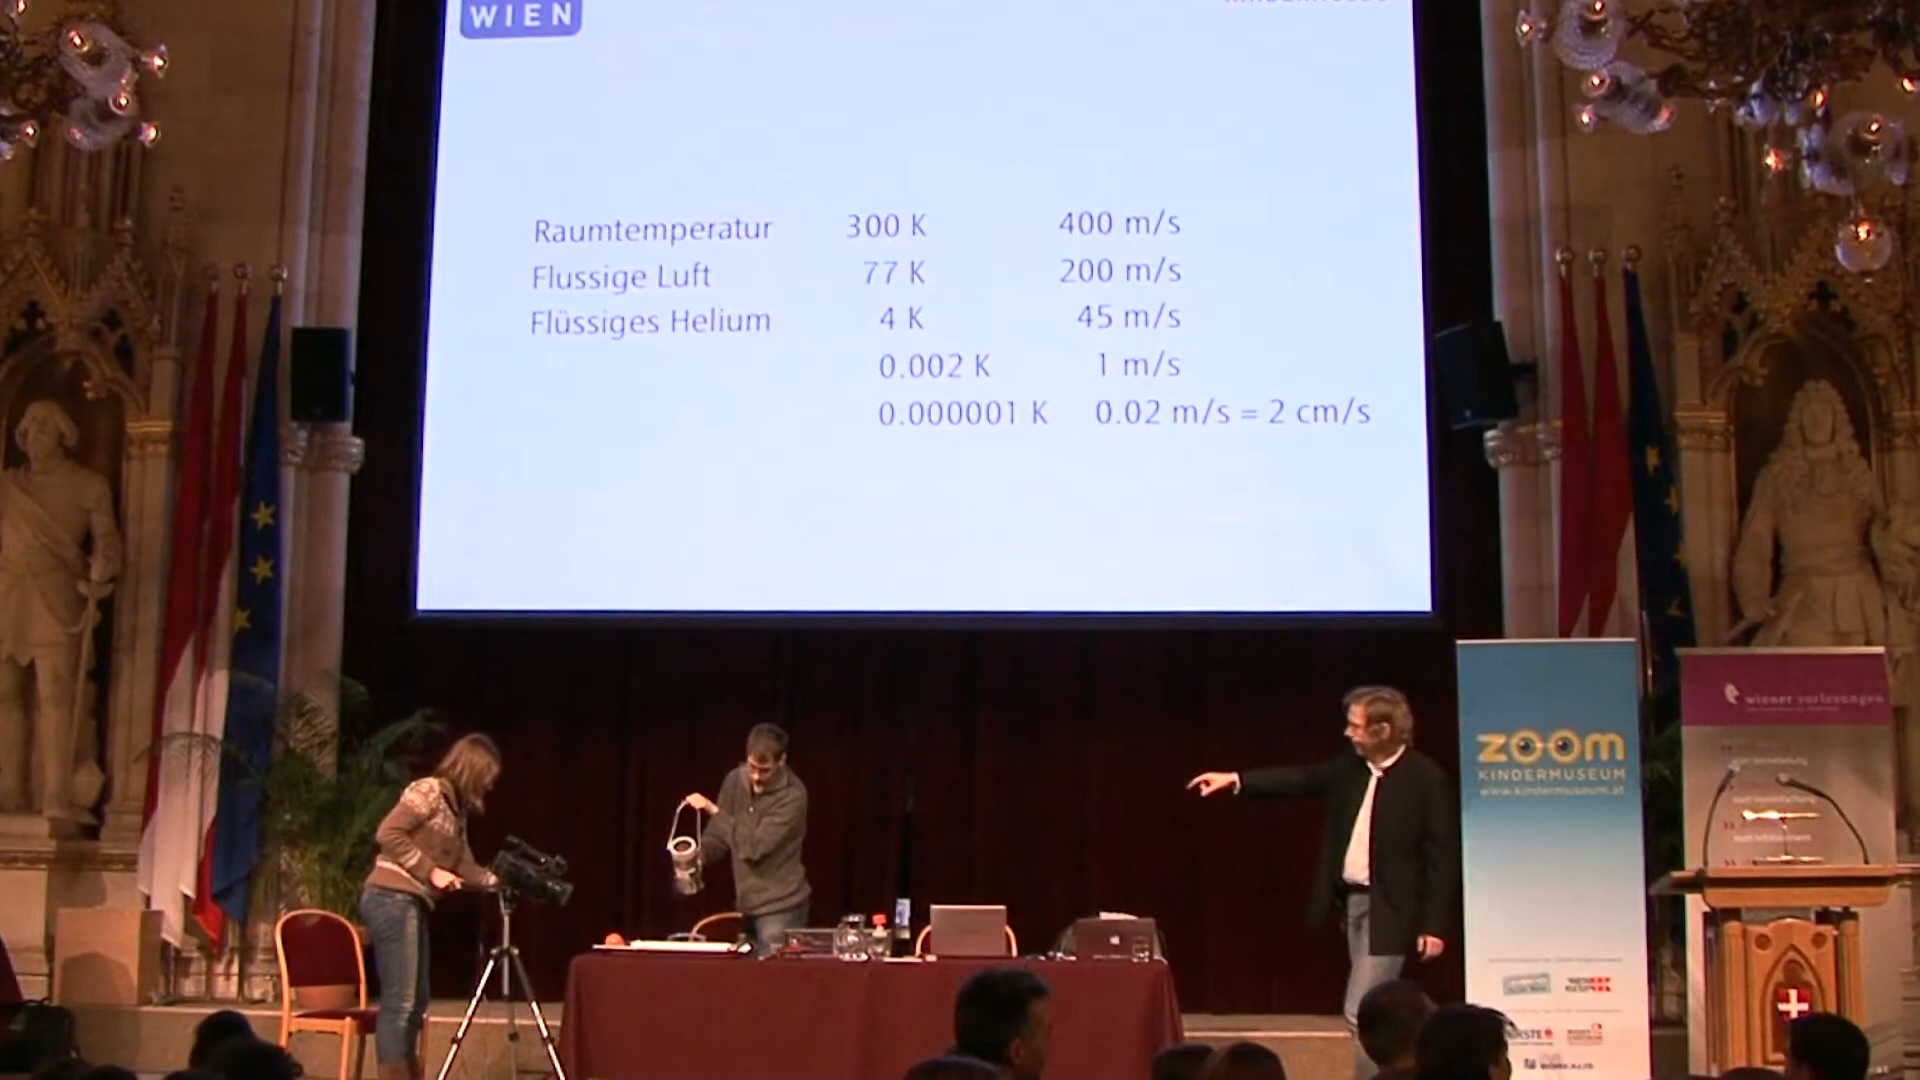 WIEN
Raumtemperatur 300 K 400 m/s
Flussige Luft 77 K 200 m/s
Flüssiges Helium 4 K 45 m/s
0.002 K 1 m/s
0.000001 K 0.02 m/s = 2 cm/s
ZOOM
KINDERMUSEUM
www.kindermuseum.at
wiener vorlesungen